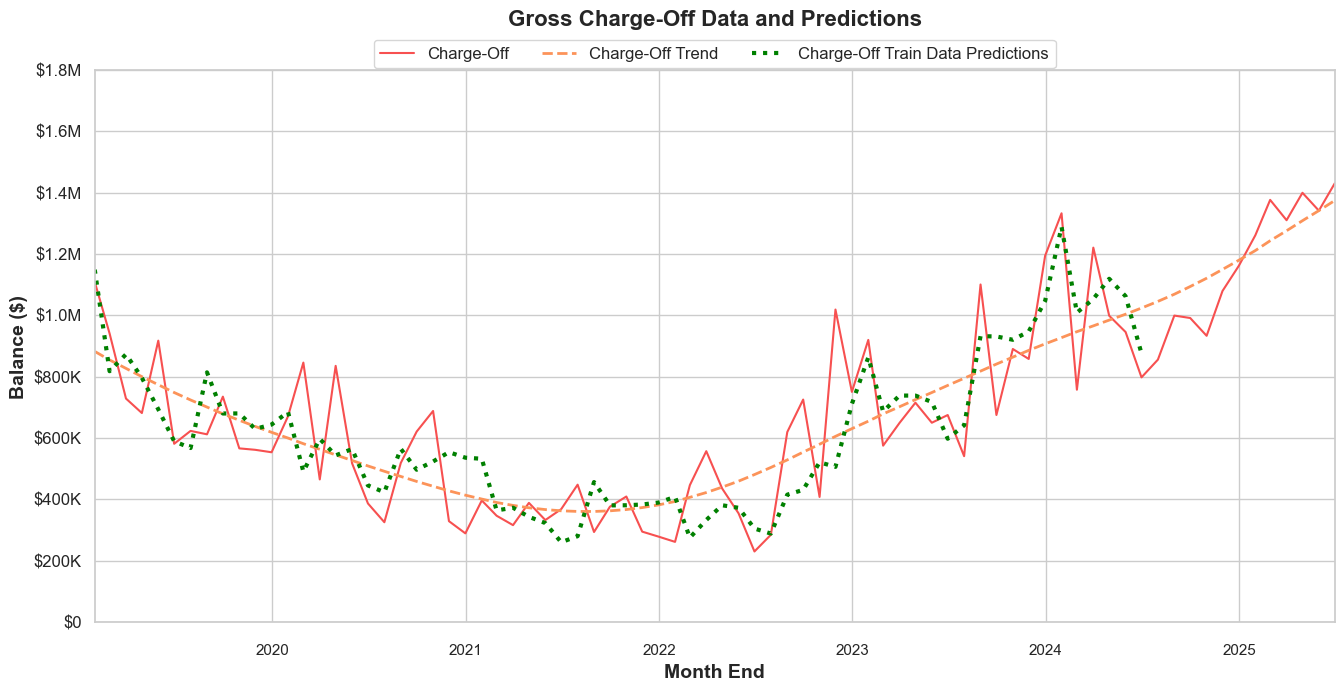 Gross Charge-Off Data and Predictions
Charge-Off Charge-Off Trend Charge-Off Train Data Predictions
$1.8M
$1.6M
$1.4M
$1.2M
$1.0M
$800K
$600K
$400K
$200K
$0
Balance ($)
2020 2021 2022 2023 2024 2025
Month End